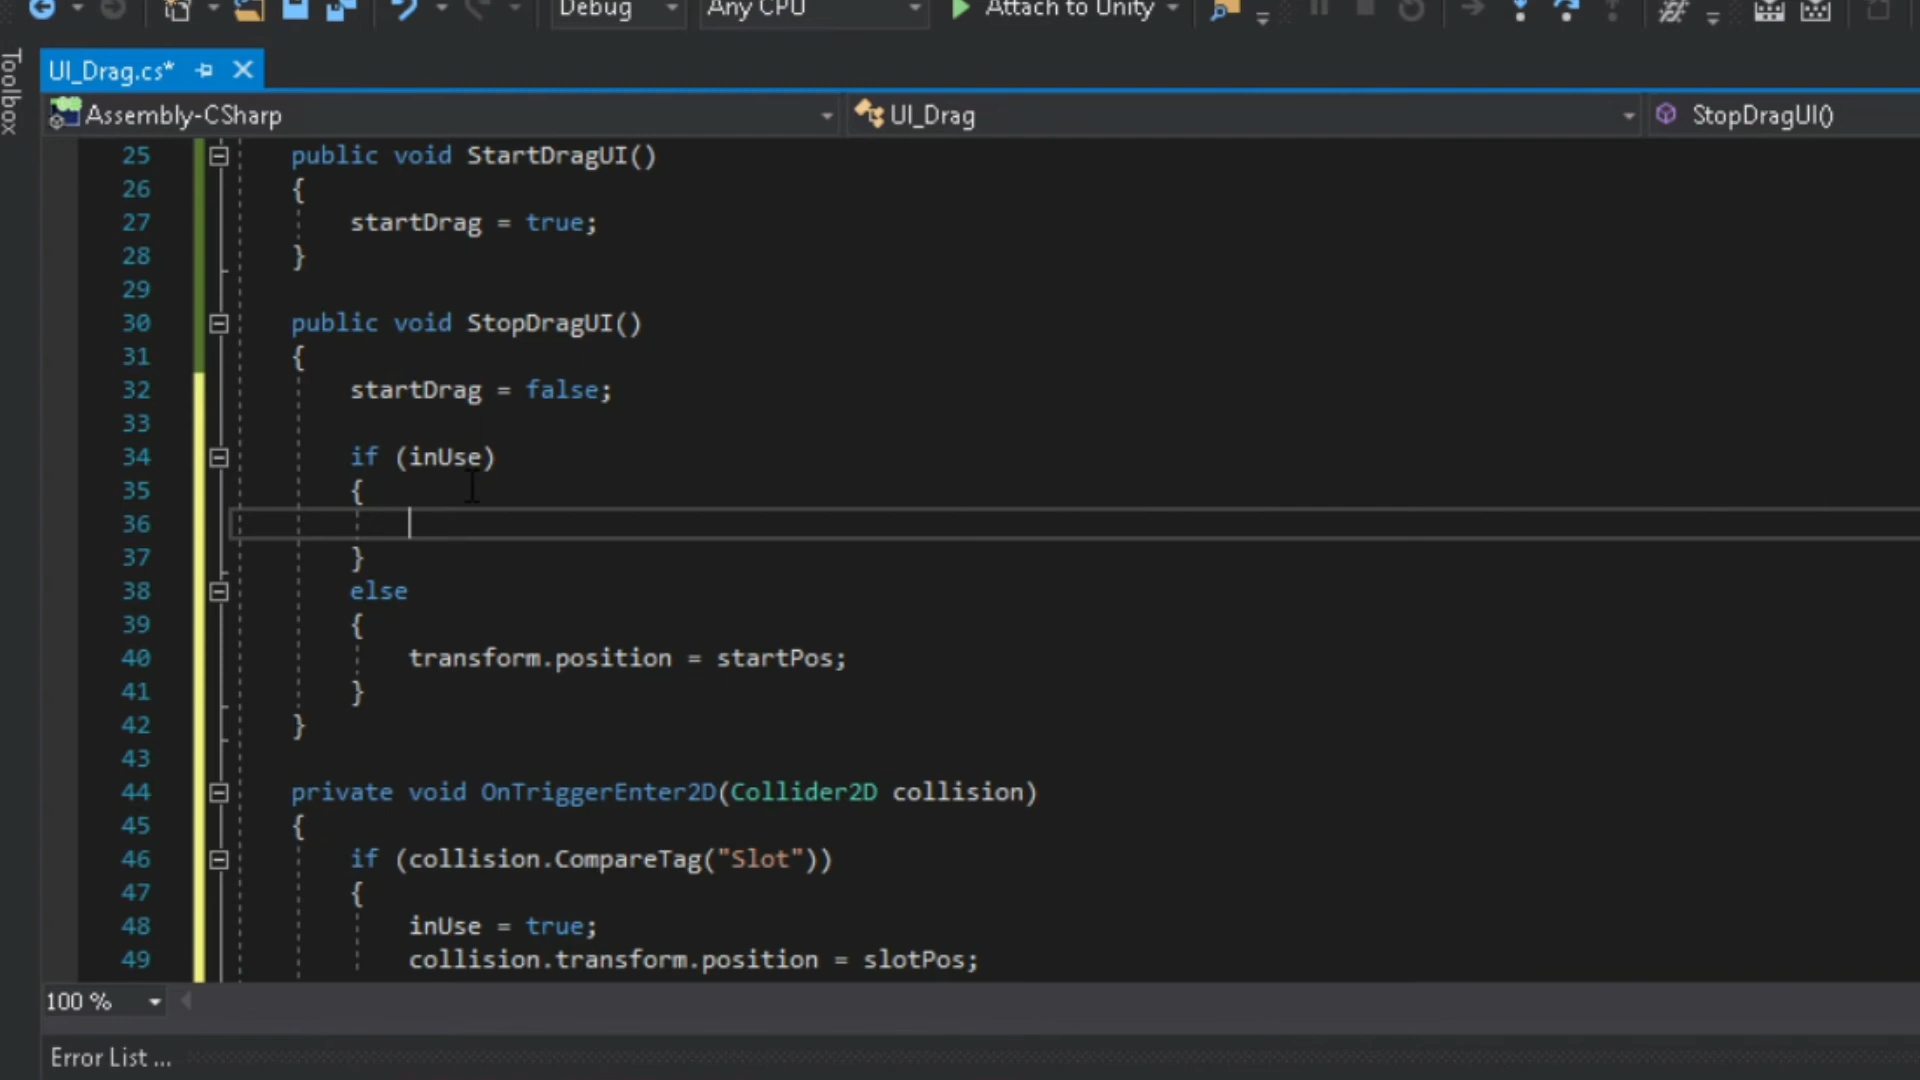 Debug Any CPU Attach to Unity
Toolbox
UI_Drag.cs*
Assembly-CSharp UI_Drag StopDragUI()
25 public void StartDragUI()
26 {
27 startDrag = true;
28 }
29
30 public void StopDragUI()
31 {
32 startDrag = false;
33
34 if (inUse)
35 {
36
37 }
38 else
39 {
40 transform.position = startPos;
41 }
42 }
43
44 private void OnTriggerEnter2D(Collider2D collision)
45 {
46 if (collision.CompareTag("Slot"))
47 {
48 inUse = true;
49 collision.transform.position = slotPos;
100 %
Error List ...